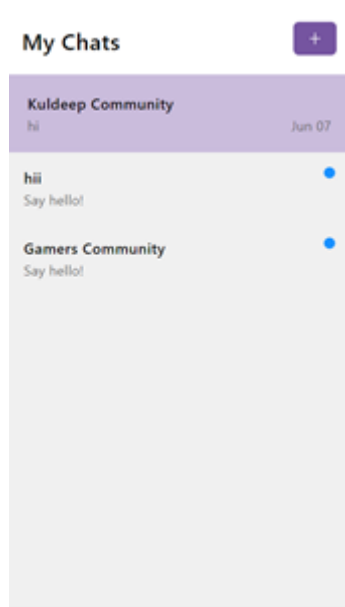 My Chats
+
Kuldeep Community
hi
Jun 07
hii
Say hello!
Gamers Community
Say hello!